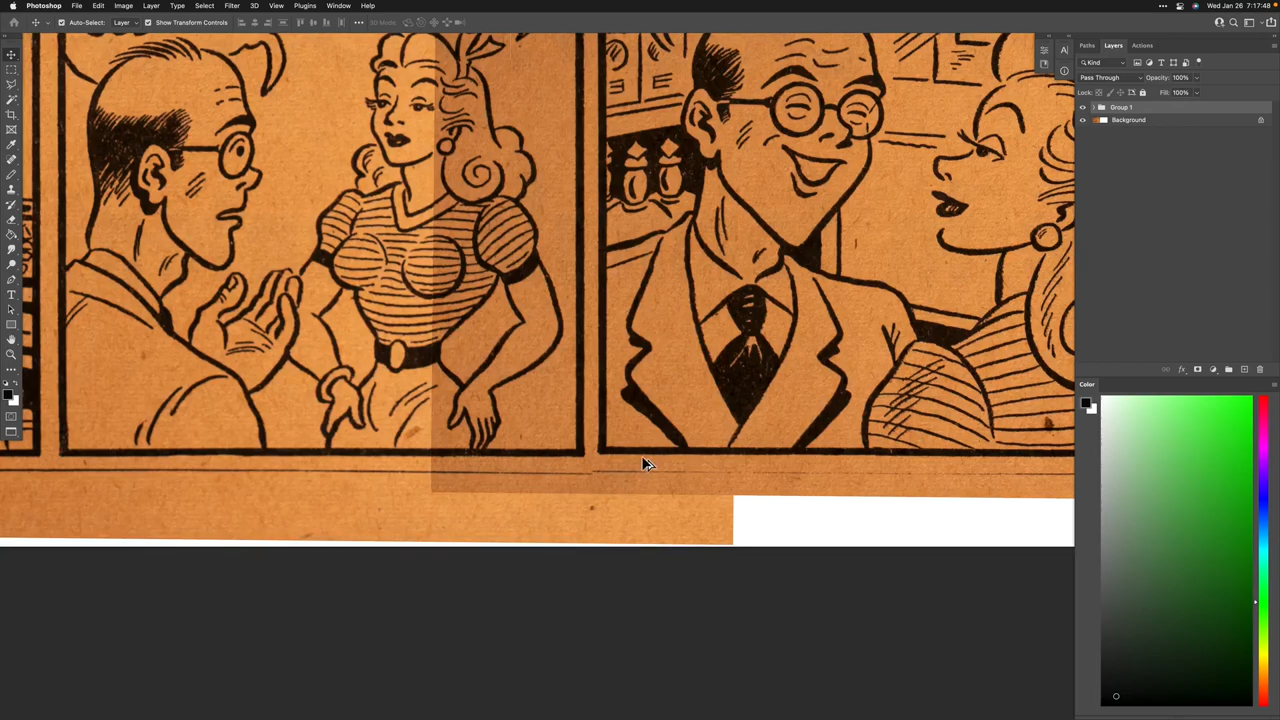 Photoshop File Edit Image Layer Type Select Filter 3D Plugins Window Help
Wed Jan 26 7:17:48
Auto-Select: Layer Show Transform Controls 3D Mode:
Paths Layers Actions
Kind
Pass Through Opacity: 100%
Lock: Fill: 100%
Group 1
Background
Color